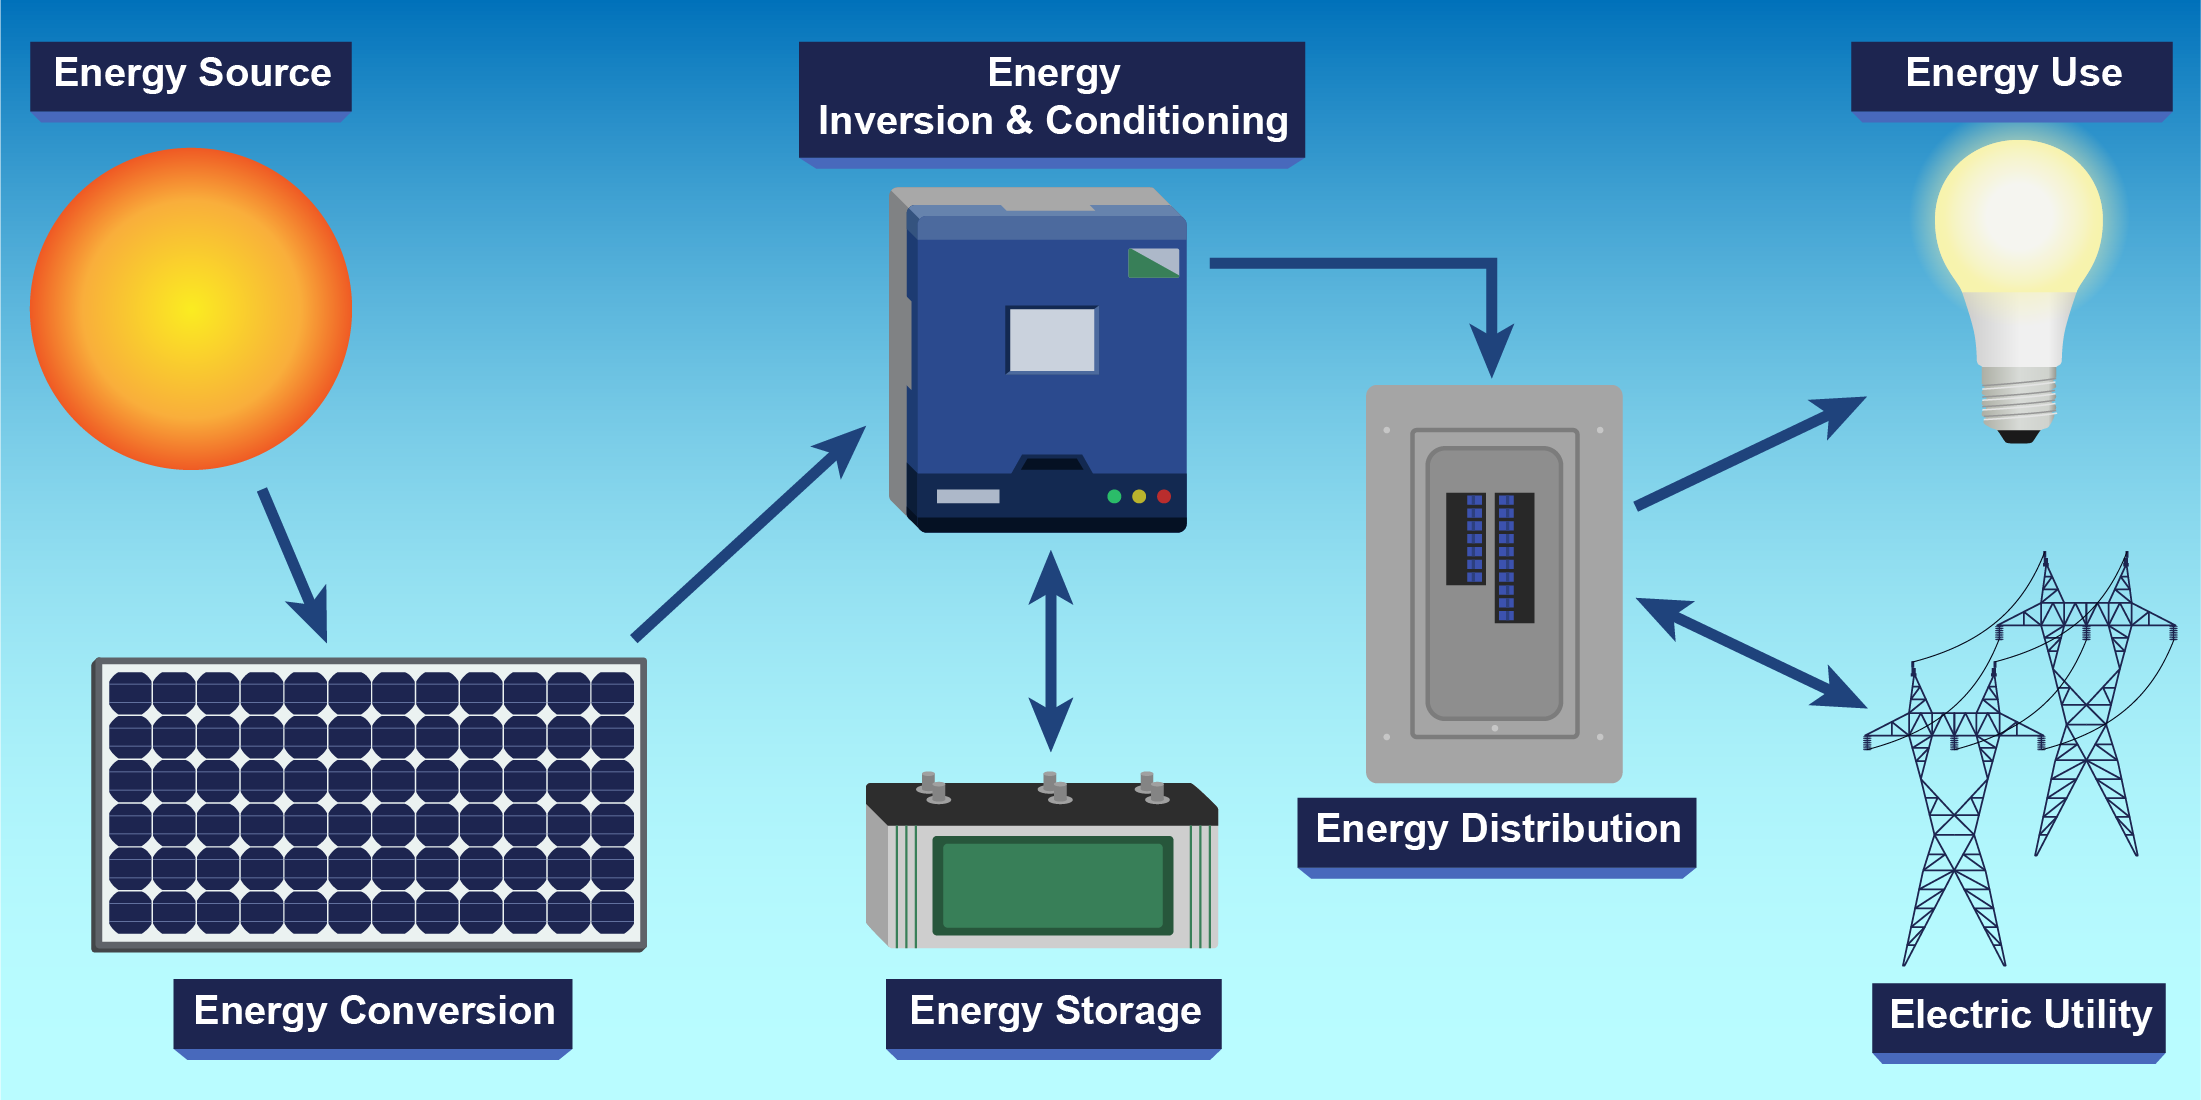 Energy Source
Energy
Inversion & Conditioning
Energy Use
Energy Distribution
Energy Conversion
Energy Storage
Electric Utility